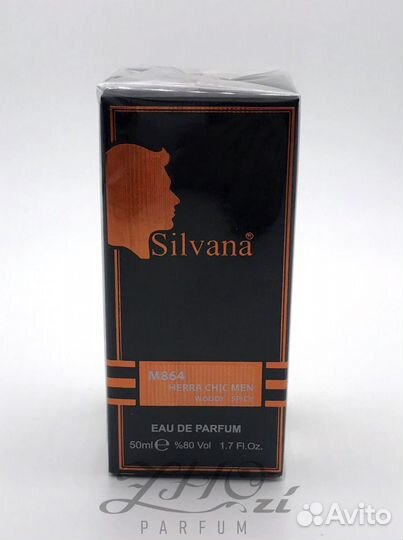 Silvana®
M864
HERRA CHIC MEN
WOODY - SPICY
EAU DE PARFUM
50ml ℮ %80 Vol 1.7 Fl.Oz.
PARFUM
Avito